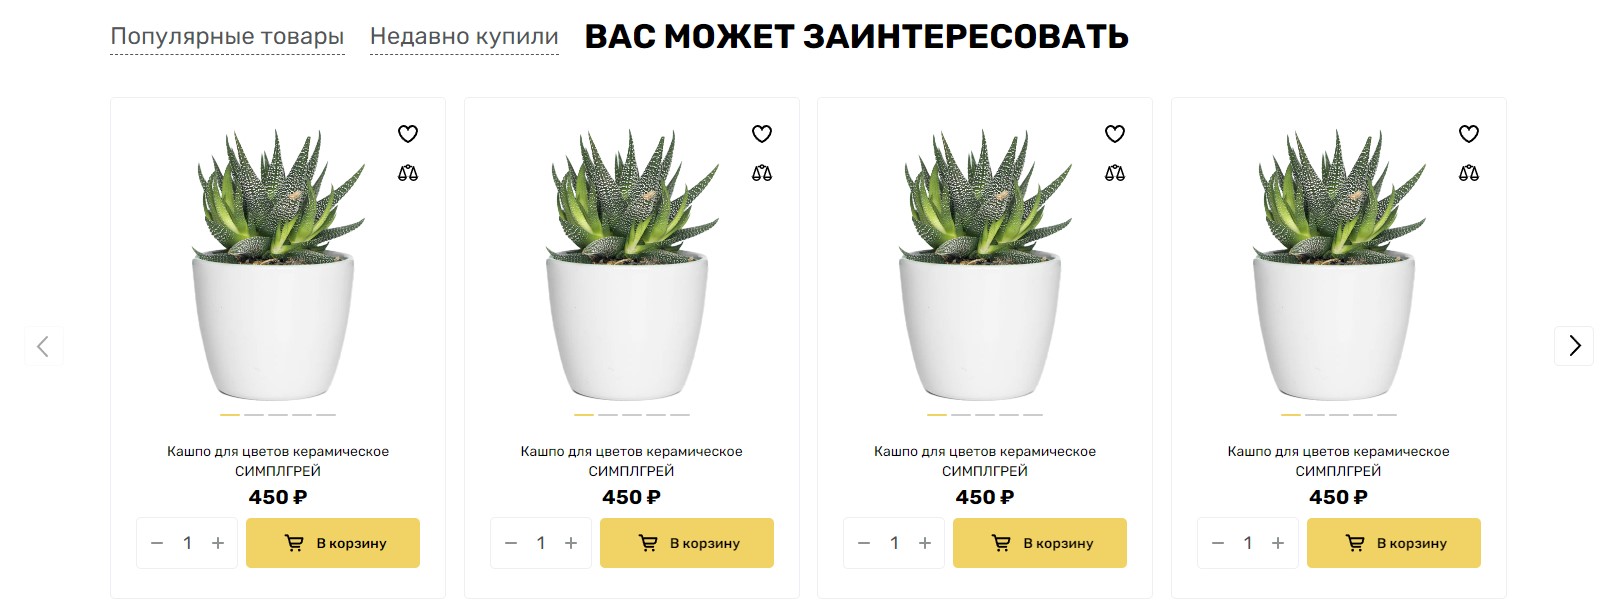 Популярные товары Недавно купили ВАС МОЖЕТ ЗАИНТЕРЕСОВАТЬ
Кашпо для цветов керамическое
СИМПЛГРЕЙ
450 ₽
1 В корзину
Кашпо для цветов керамическое
СИМПЛГРЕЙ
450 ₽
1 В корзину
Кашпо для цветов керамическое
СИМПЛГРЕЙ
450 ₽
1 В корзину
Кашпо для цветов керамическое
СИМПЛГРЕЙ
450 ₽
1 В корзину